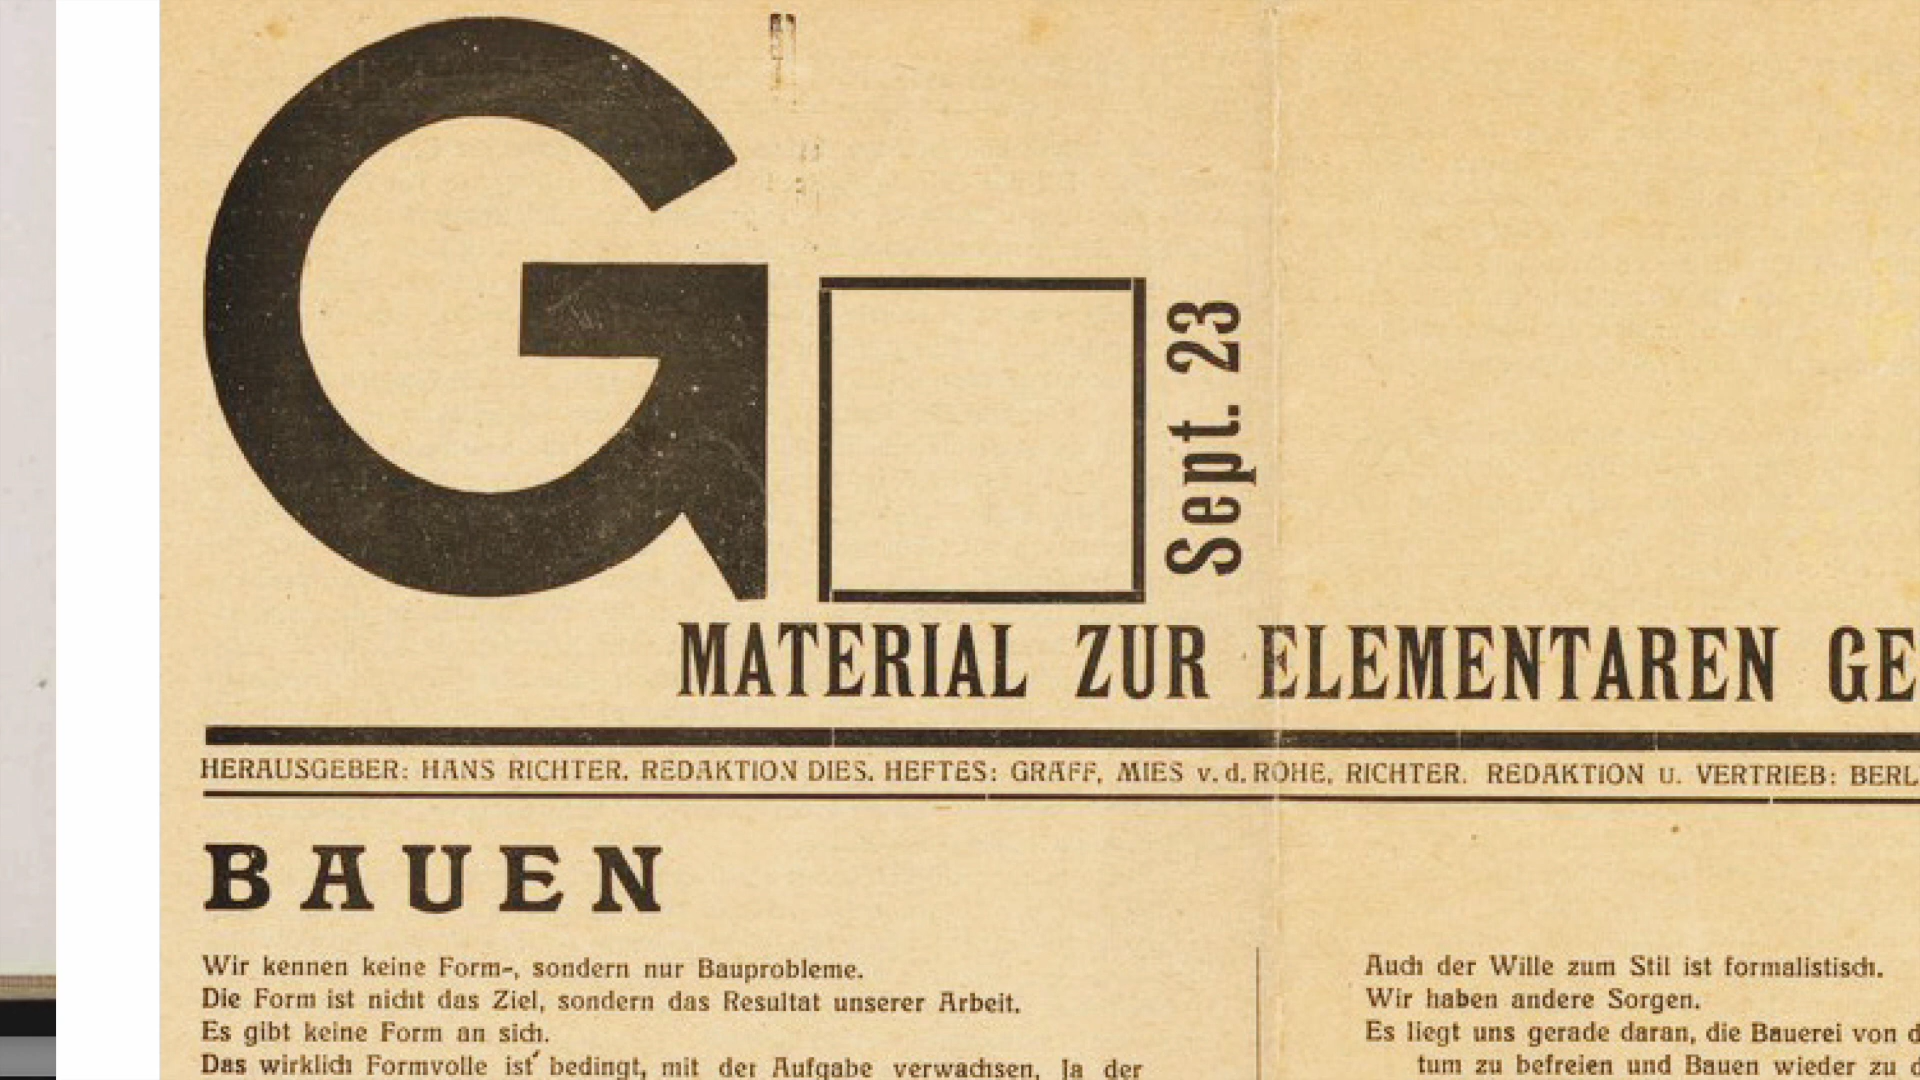 G
Sept. 23
MATERIAL ZUR ELEMENTAREN GE
HERAUSGEBER: HANS RICHTER. REDAKTION DIES. HEFTES: GRÄFF, MIES v. d. ROHE, RICHTER. REDAKTION U. VERTRIEB: BERL
BAUEN
Wir kennen keine Form-, sondern nur Bauprobleme.
Die Form ist nicht das Ziel, sondern das Resultat unserer Arbeit.
Es gibt keine Form an sich.
Das wirklich Formvolle ist bedingt, mit der Aufgabe verwachsen, Ja der
Auch der Wille zum Stil ist formalistisch.
Wir haben andere Sorgen.
Es liegt uns gerade daran, die Bauerei von d
tum zu befreien und Bauen wieder zu d